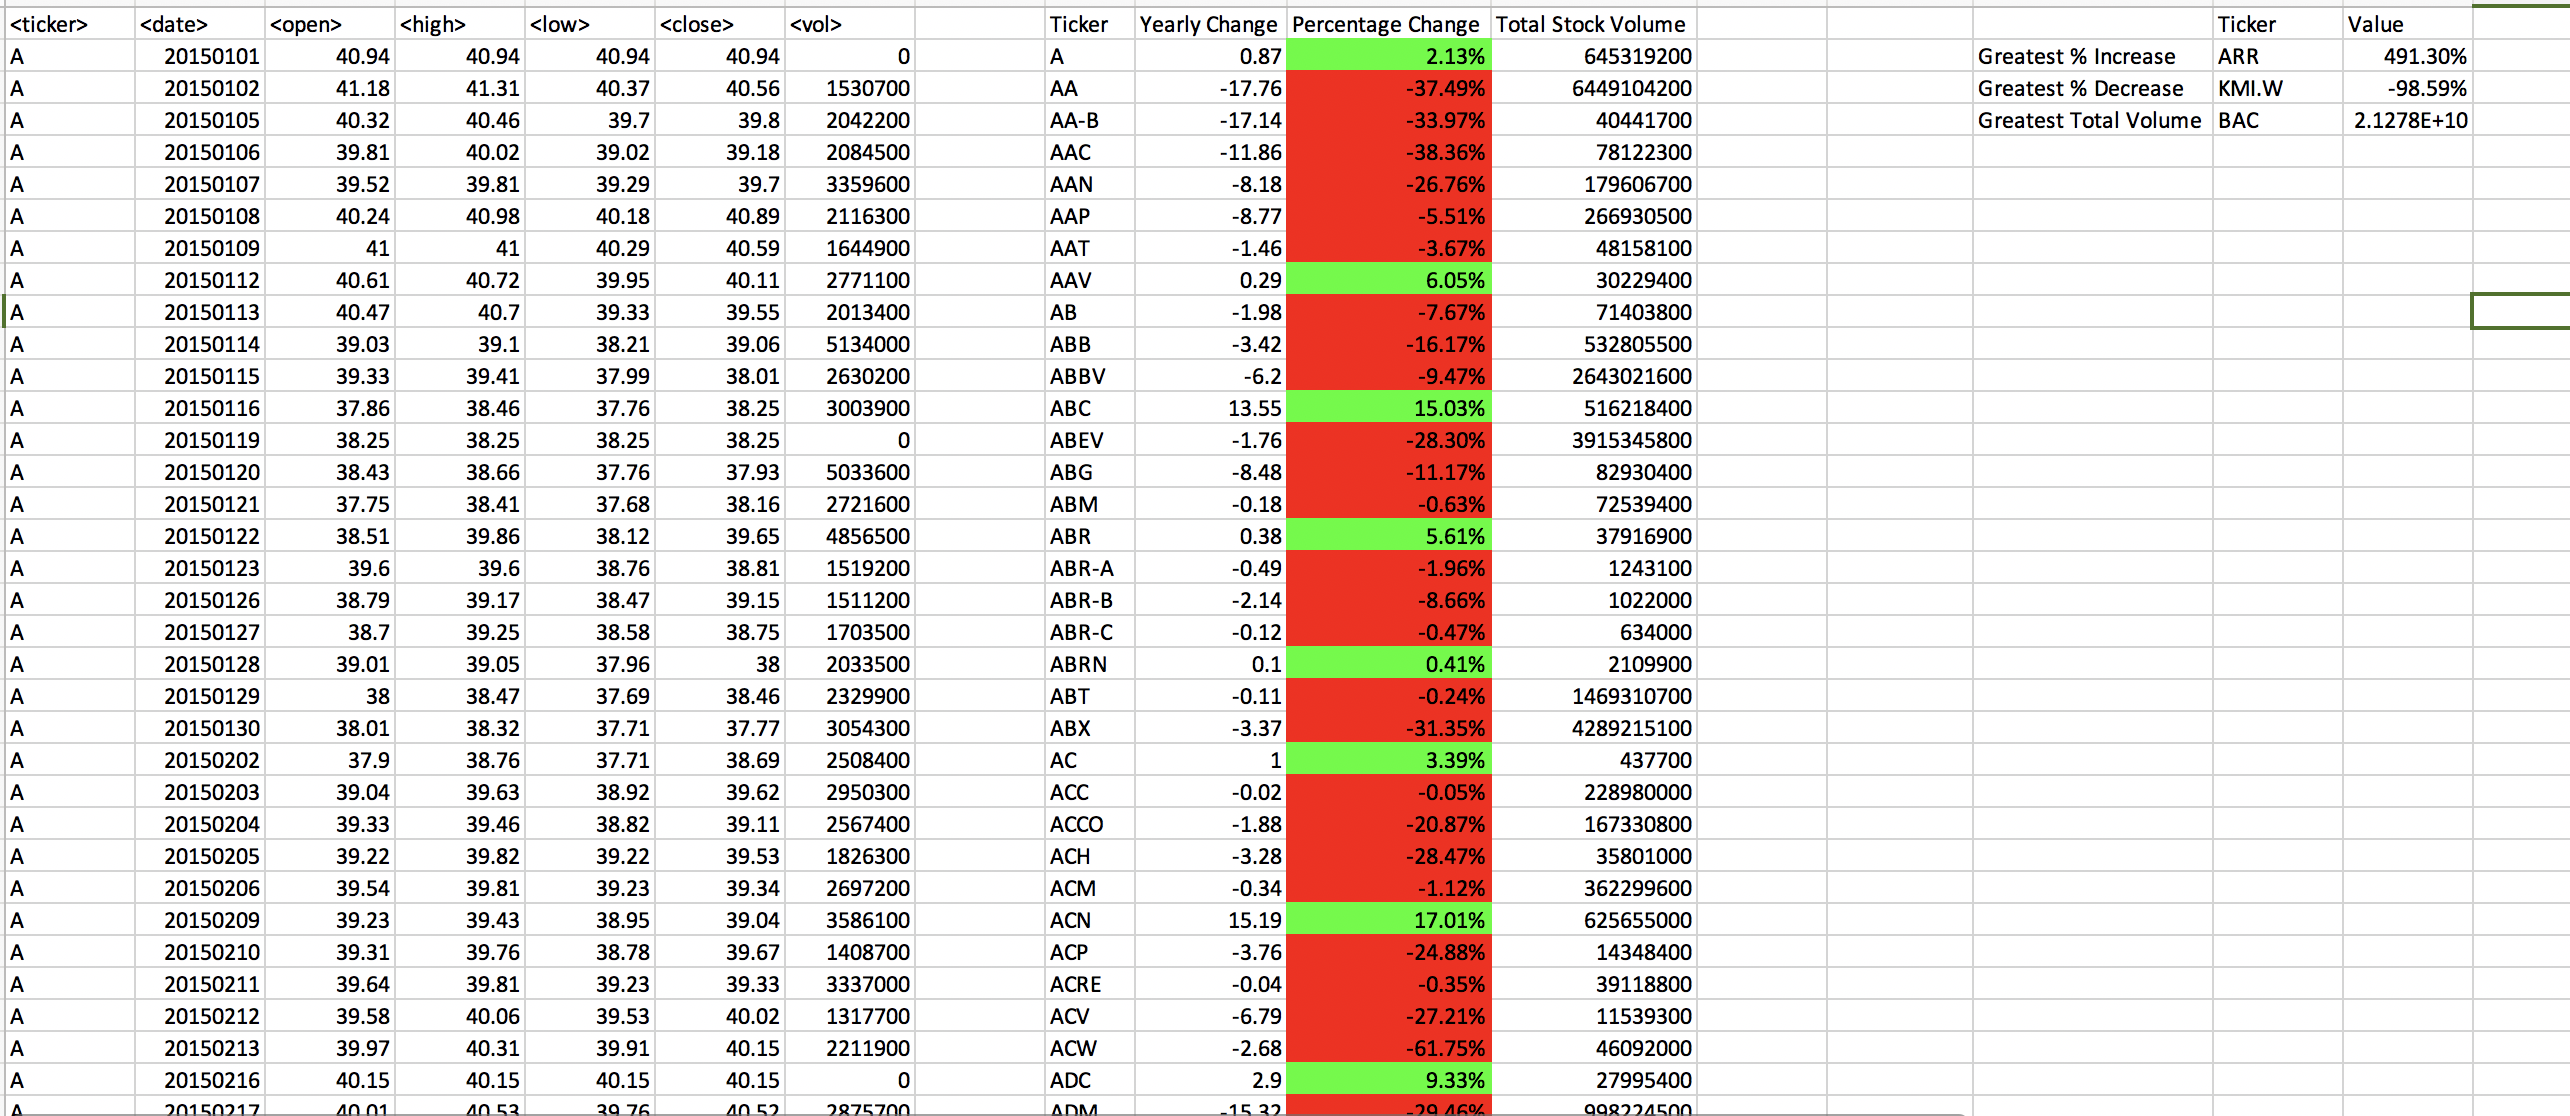 <ticker> <date> <open> <high> <low> <close> <vol> Ticker Yearly Change Percentage Change Total Stock Volume Ticker Value
A 20150101 40.94 40.94 40.94 40.94 0 A 0.87 2.13% 645319200 Greatest % Increase ARR 491.30%
A 20150102 41.18 41.31 40.37 40.56 1530700 AA -17.76 -37.49% 6449104200 Greatest % Decrease KMI.W -98.59%
A 20150105 40.32 40.46 39.7 39.8 2042200 AA-B -17.14 -33.97% 40441700 Greatest Total Volume BAC 2.1278E+10
A 20150106 39.81 40.02 39.02 39.18 2084500 AAC -11.86 -38.36% 78122300
A 20150107 39.52 39.81 39.29 39.7 3359600 AAN -8.18 -26.76% 179606700
A 20150108 40.24 40.98 40.18 40.89 2116300 AAP -8.77 -5.51% 266930500
A 20150109 41 41 40.29 40.59 1644900 AAT -1.46 -3.67% 48158100
A 20150112 40.61 40.72 39.95 40.11 2771100 AAV 0.29 6.05% 30229400
A 20150113 40.47 40.7 39.33 39.55 2013400 AB -1.98 -7.67% 71403800
A 20150114 39.03 39.1 38.21 39.06 5134000 ABB -3.42 -16.17% 532805500
A 20150115 39.33 39.41 37.99 38.01 2630200 ABBV -6.2 -9.47% 2643021600
A 20150116 37.86 38.46 37.76 38.25 3003900 ABC 13.55 15.03% 516218400
A 20150119 38.25 38.25 38.25 38.25 0 ABEV -1.76 -28.30% 3915345800
A 20150120 38.43 38.66 37.76 37.93 5033600 ABG -8.48 -11.17% 82930400
A 20150121 37.75 38.41 37.68 38.16 2721600 ABM -0.18 -0.63% 72539400
A 20150122 38.51 39.86 38.12 39.65 4856500 ABR 0.38 5.61% 37916900
A 20150123 39.6 39.6 38.76 38.81 1519200 ABR-A -0.49 -1.96% 1243100
A 20150126 38.79 39.17 38.47 39.15 1511200 ABR-B -2.14 -8.66% 1022000
A 20150127 38.7 39.25 38.58 38.75 1703500 ABR-C -0.12 -0.47% 634000
A 20150128 39.01 39.05 37.96 38 2033500 ABRN 0.1 0.41% 2109900
A 20150129 38 38.47 37.69 38.46 2329900 ABT -0.11 -0.24% 1469310700
A 20150130 38.01 38.32 37.71 37.77 3054300 ABX -3.37 -31.35% 4289215100
A 20150202 37.9 38.76 37.71 38.69 2508400 AC 1 3.39% 437700
A 20150203 39.04 39.63 38.92 39.62 2950300 ACC -0.02 -0.05% 228980000
A 20150204 39.33 39.46 38.82 39.11 2567400 ACCO -1.88 -20.87% 167330800
A 20150205 39.22 39.82 39.22 39.53 1826300 ACH -3.28 -28.47% 35801000
A 20150206 39.54 39.81 39.23 39.34 2697200 ACM -0.34 -1.12% 362299600
A 20150209 39.23 39.43 38.95 39.04 3586100 ACN 15.19 17.01% 625655000
A 20150210 39.31 39.76 38.78 39.67 1408700 ACP -3.76 -24.88% 14348400
A 20150211 39.64 39.81 39.23 39.33 3337000 ACRE -0.04 -0.35% 39118800
A 20150212 39.58 40.06 39.53 40.02 1317700 ACV -6.79 -27.21% 11539300
A 20150213 39.97 40.31 39.91 40.15 2211900 ACW -2.68 -61.75% 46092000
A 20150216 40.15 40.15 40.15 40.15 0 ADC 2.9 9.33% 27995400
A 20150217 40.01 40.53 39.76 40.52 2875700 ADM -15.32 -29.46% 998224500